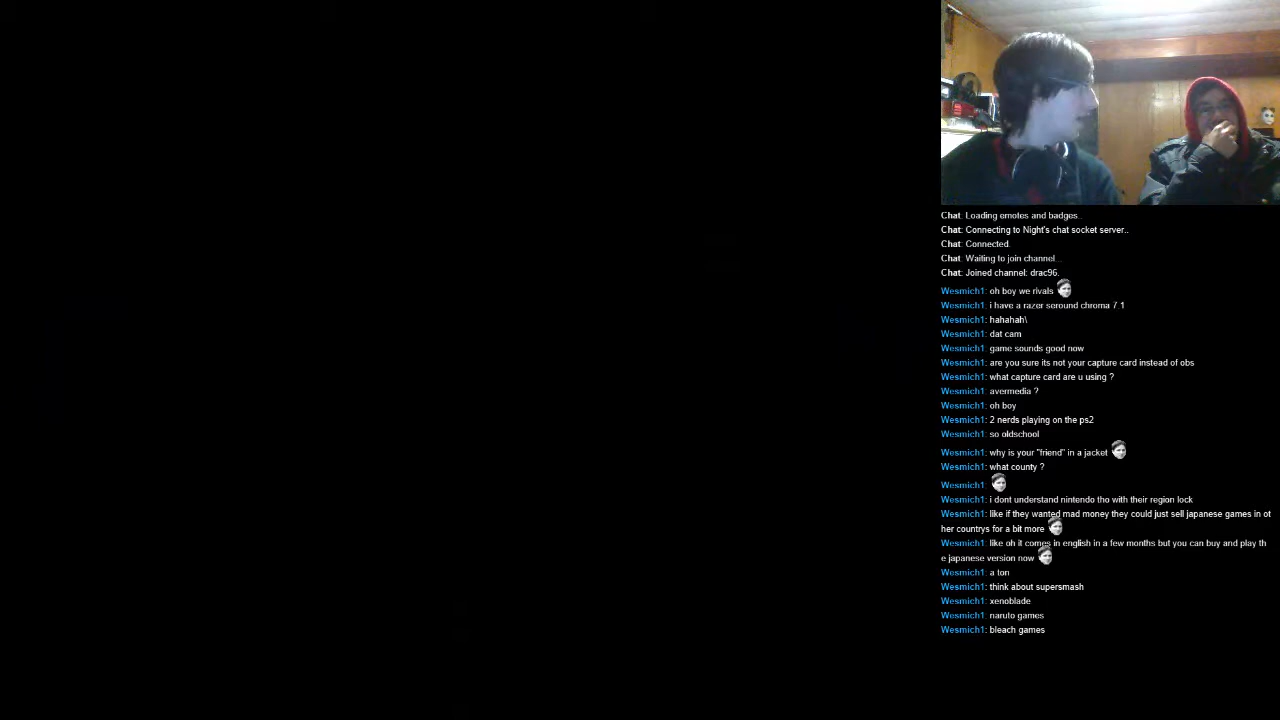 Chat: Loading emotes and badges..
Chat: Connecting to Night's chat socket server..
Chat: Connected.
Chat: Waiting to join channel...
Chat: Joined channel: drac96.
Wesmich1: oh boy we rivals
Wesmich1: i have a razer seround chroma 7.1
Wesmich1: hahahah\
Wesmich1: dat cam
Wesmich1: game sounds good now
Wesmich1: are you sure its not your capture card instead of obs
Wesmich1: what capture card are u using ?
Wesmich1: avermedia ?
Wesmich1: oh boy
Wesmich1: 2 nerds playing on the ps2
Wesmich1: so oldschool
Wesmich1: why is your "friend" in a jacket
Wesmich1: what county ?
Wesmich1:
Wesmich1: i dont understand nintendo tho with their region lock
Wesmich1: like if they wanted mad money they could just sell japanese games in ot
her countrys for a bit more
Wesmich1: like oh it comes in english in a few months but you can buy and play th
e japanese version now
Wesmich1: a ton
Wesmich1: think about supersmash
Wesmich1: xenoblade
Wesmich1: naruto games
Wesmich1: bleach games